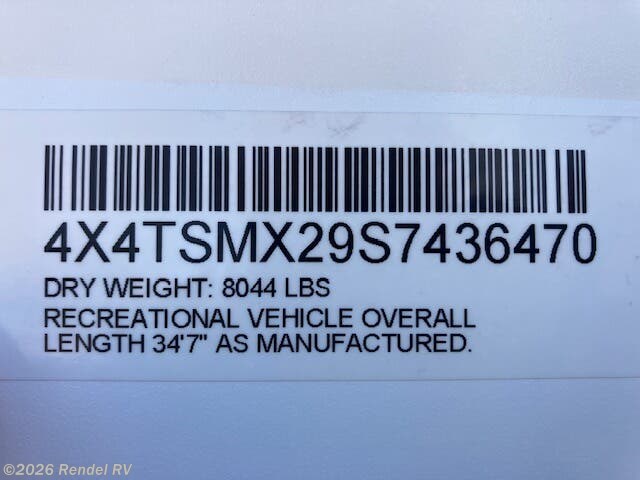 4X4TSMX29S7436470
DRY WEIGHT: 8044 LBS
RECREATIONAL VEHICLE OVERALL
LENGTH 34'7" AS MANUFACTURED.
©2026 Rendel RV